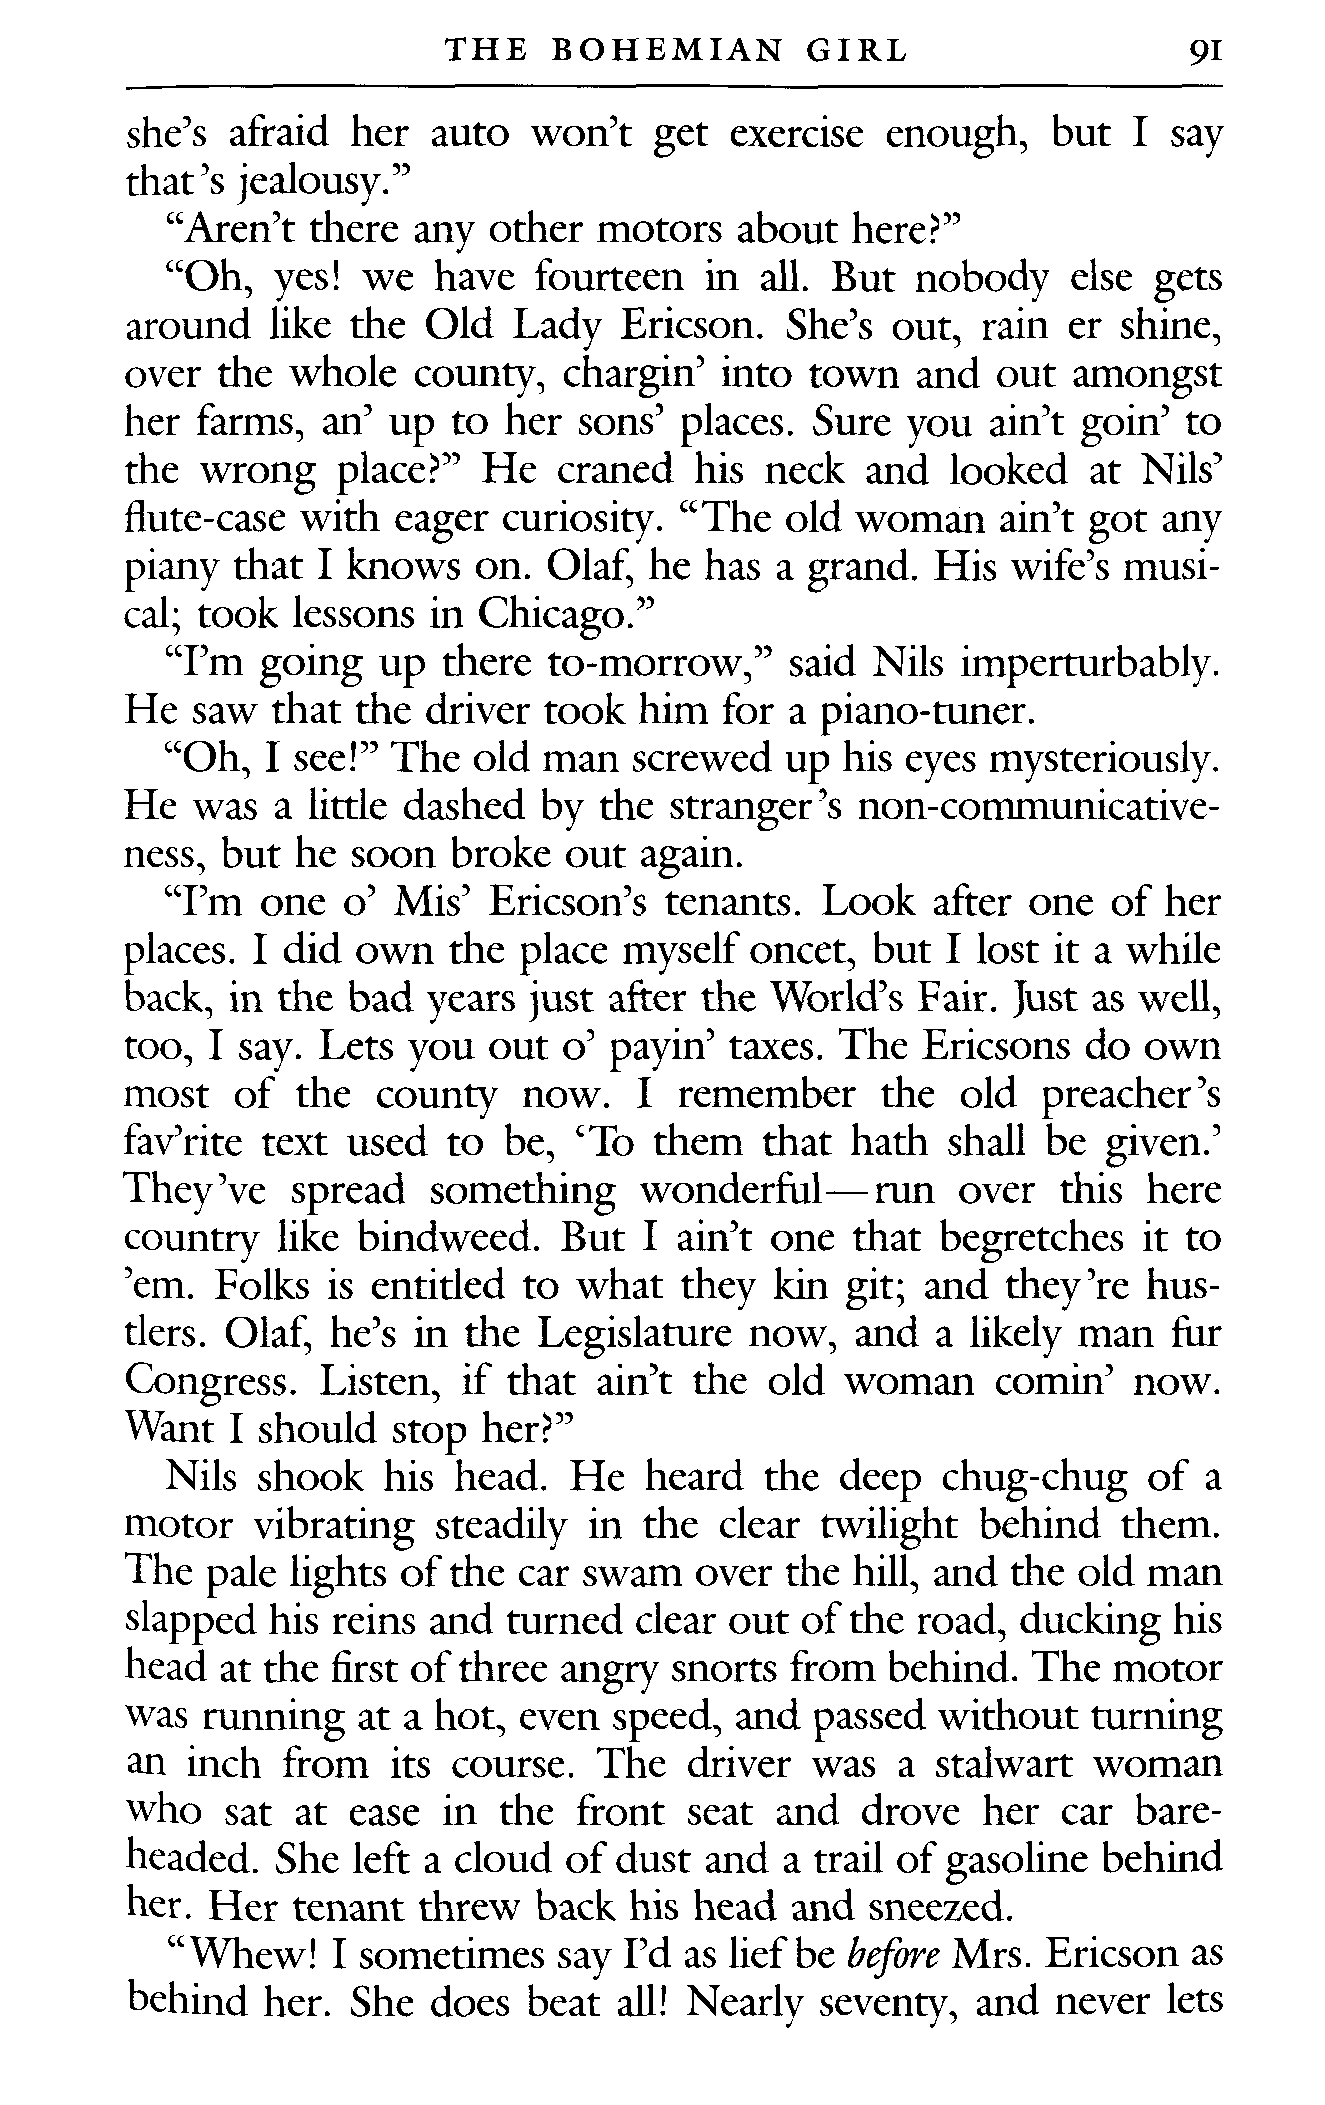 THE BOHEMIAN GIRL 91
she's afraid her auto won't get exercise enough, but I say
that's jealousy.”
“Aren't there any other motors about here?”
“Oh, yes! we have fourteen in all. But nobody else gets
around like the Old Lady Ericson. She's out, rain er shine,
over the whole county, chargin' into town and out amongst
her farms, an' up to her sons' places. Sure you ain't goin' to
the wrong place?” He craned his neck and looked at Nils'
flute-case with eager curiosity. “The old woman ain't got any
piany that I knows on. Olaf, he has a grand. His wife's musi-
cal; took lessons in Chicago.”
“I'm going up there to-morrow,” said Nils imperturbably.
He saw that the driver took him for a piano-tuner.
“Oh, I see!” The old man screwed up his eyes mysteriously.
He was a little dashed by the stranger's non-communicative-
ness, but he soon broke out again.
“I'm one o' Mis' Ericson's tenants. Look after one of her
places. I did own the place myself oncet, but I lost it a while
back, in the bad years just after the World's Fair. Just as well,
too, I say. Lets you out o' payin' taxes. The Ericsons do own
most of the county now. I remember the old preacher's
fav'rite text used to be, ‘To them that hath shall be given.’
They've spread something wonderful—run over this here
country like bindweed. But I ain't one that begretches it to
'em. Folks is entitled to what they kin git; and they're hus-
tlers. Olaf, he's in the Legislature now, and a likely man fur
Congress. Listen, if that ain't the old woman comin' now.
Want I should stop her?”
Nils shook his head. He heard the deep chug-chug of a
motor vibrating steadily in the clear twilight behind them.
The pale lights of the car swam over the hill, and the old man
slapped his reins and turned clear out of the road, ducking his
head at the first of three angry snorts from behind. The motor
was running at a hot, even speed, and passed without turning
an inch from its course. The driver was a stalwart woman
who sat at ease in the front seat and drove her car bare-
headed. She left a cloud of dust and a trail of gasoline behind
her. Her tenant threw back his head and sneezed.
“Whew! I sometimes say I'd as lief be before Mrs. Ericson as
behind her. She does beat all! Nearly seventy, and never lets